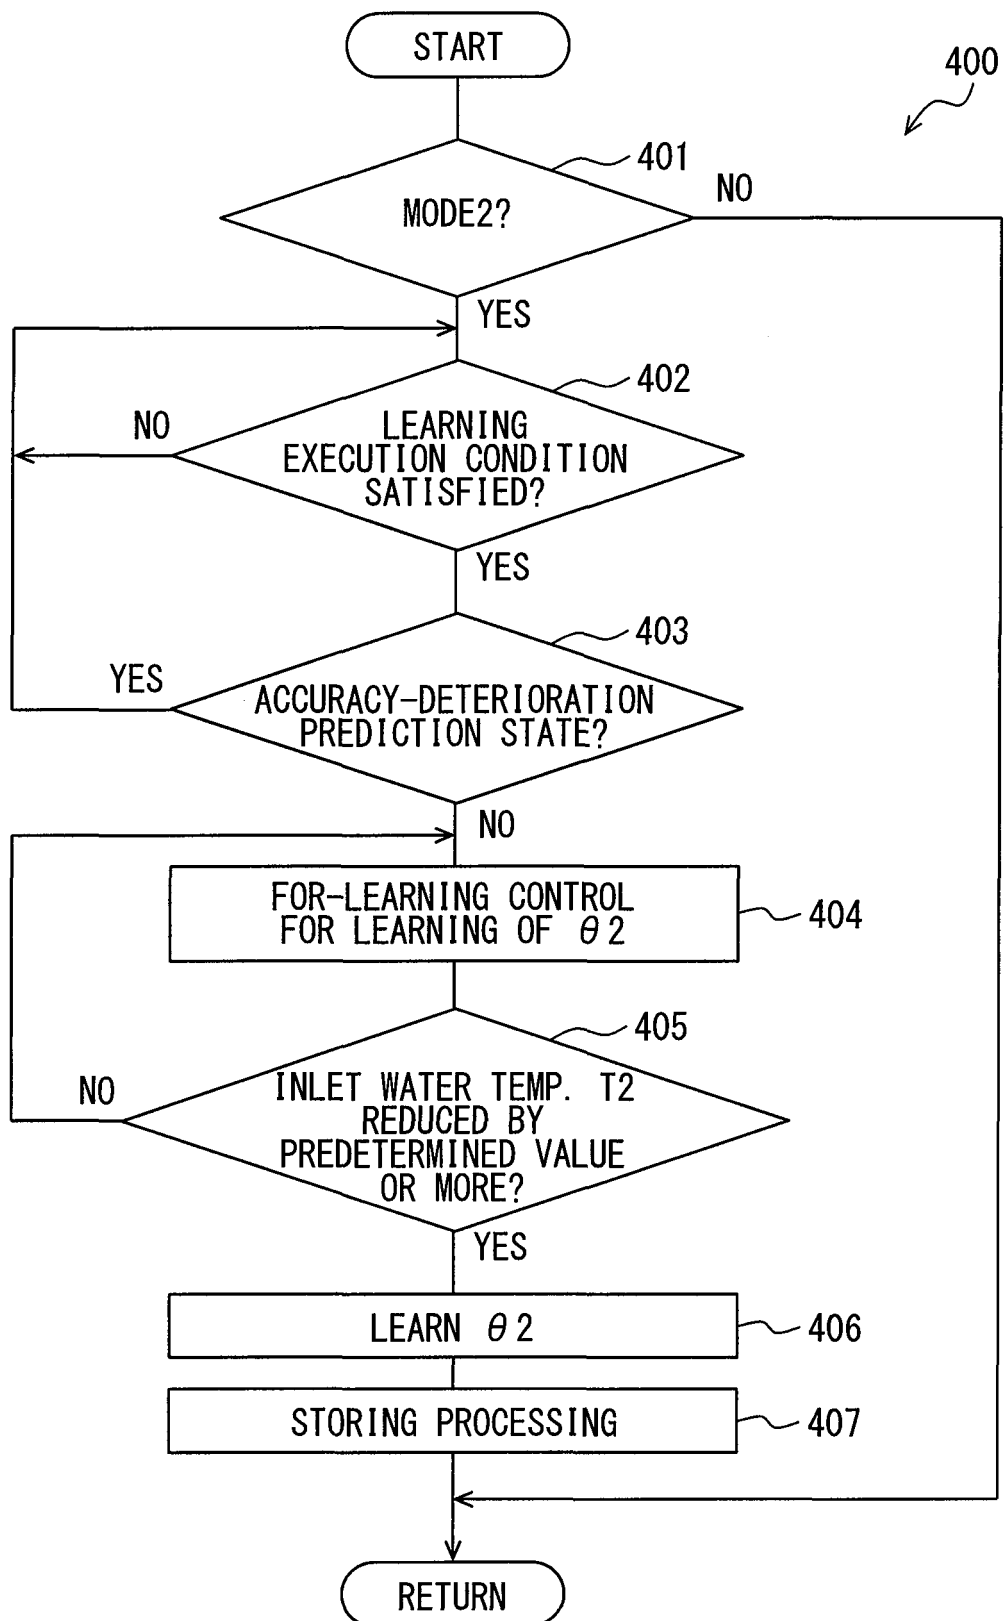 START
400
401
NO
MODE2?
YES
402
NO
LEARNING
EXECUTION CONDITION
SATISFIED?
YES
403
YES
ACCURACY-DETERIORATION
PREDICTION STATE?
NO
FOR-LEARNING CONTROL
FOR LEARNING OF θ2
404
405
NO
INLET WATER TEMP. T2
REDUCED BY
PREDETERMINED VALUE
OR MORE?
YES
LEARN θ2
406
STORING PROCESSING
407
RETURN